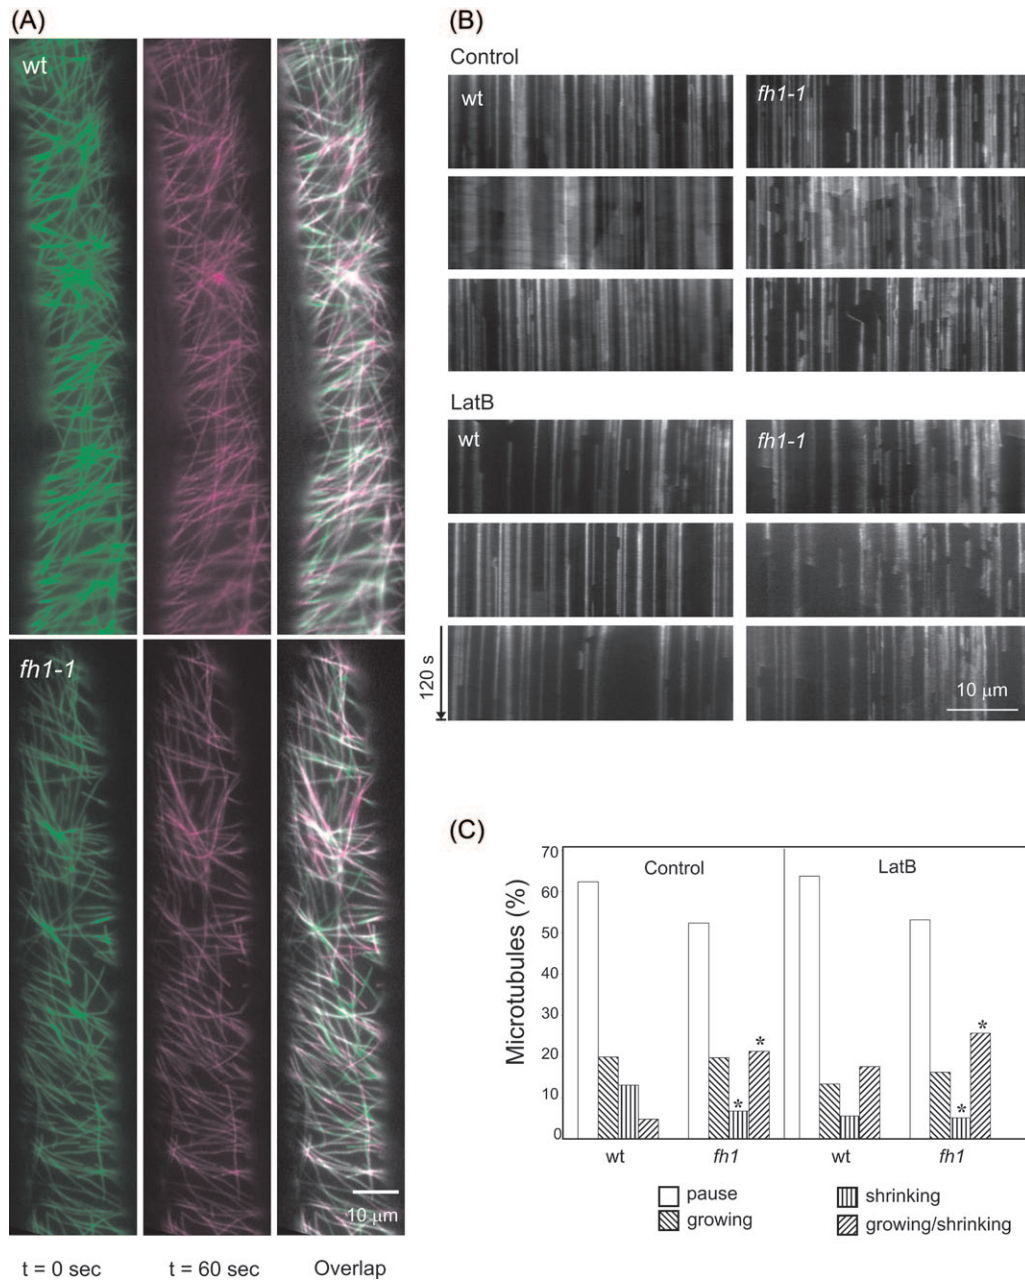 (A)
wt
fh1-1
10 μm
t = 0 sec
t = 60 sec
Overlap
(B)
Control
wt
fh1-1
LatB
wt
fh1-1
120 s
10 μm
(C)
Microtubules (%)
70
60
50
40
30
20
10
0
Control
LatB
*
*
*
*
wt
fh1
wt
fh1
pause
growing
shrinking
growing/shrinking